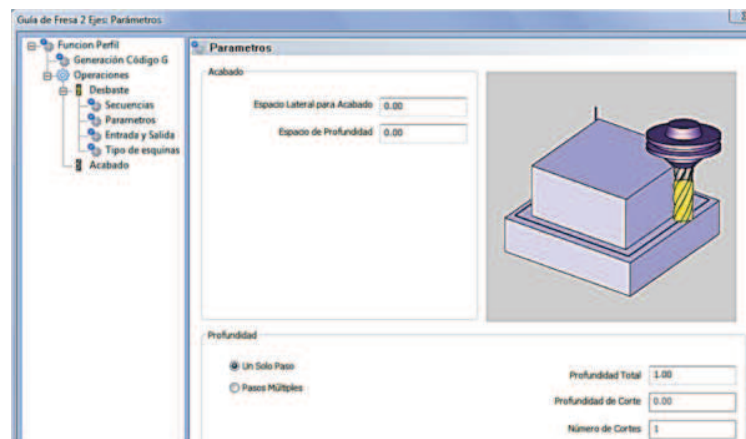 Guía de Fresa 2 Ejes: Parámetros
Funcion Perfil
Generación Código G
Operaciones
Desbaste
Secuencias
Parametros
Entrada y Salida
Tipo de esquinas
Acabado
Parametros
Acabado
Espacio Lateral para Acabado 0.00
Espacio de Profundidad 0.00
Profundidad
Un Solo Paso
Pasos Múltiples
Profundidad Total 1.00
Profundidad de Corte 0.00
Número de Cortes 1